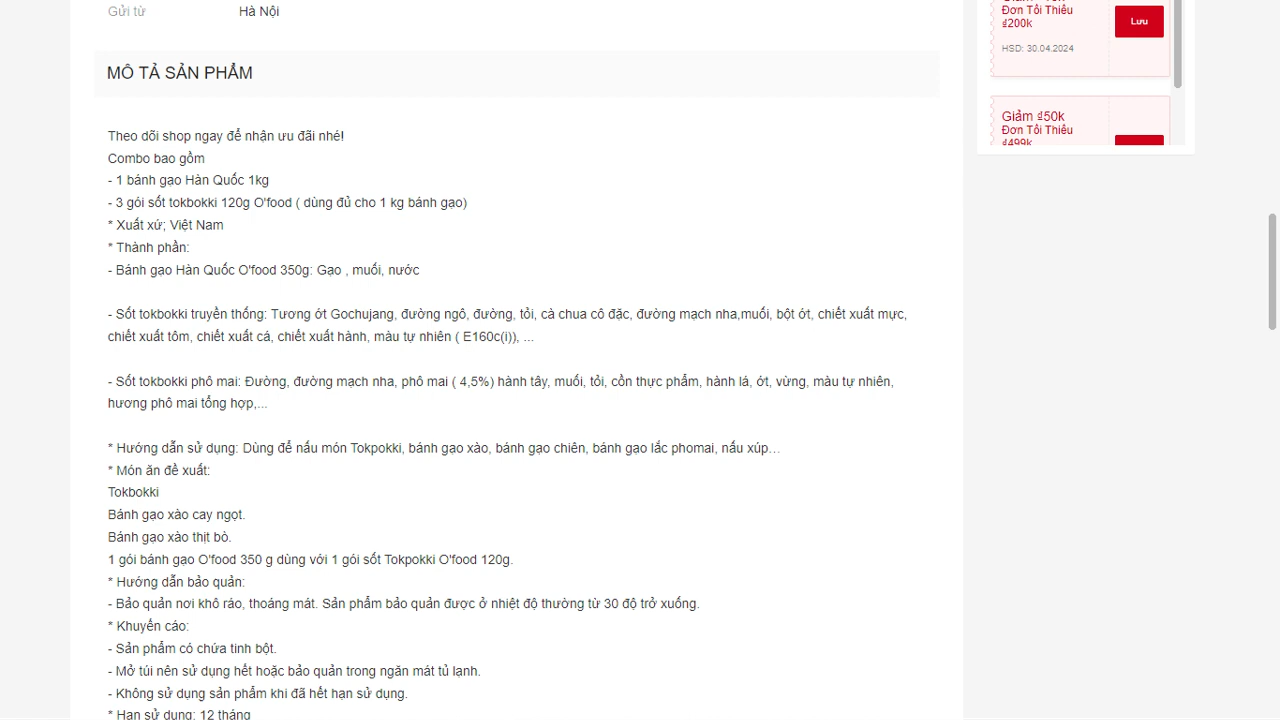 Gửi từ Hà Nội
MÔ TẢ SẢN PHẨM
Theo dõi shop ngay để nhận ưu đãi nhé!
Combo bao gồm
- 1 bánh gạo Hàn Quốc 1kg
- 3 gói sốt tokbokki 120g O'food ( dùng đủ cho 1 kg bánh gạo)
* Xuất xứ; Việt Nam
* Thành phần:
- Bánh gạo Hàn Quốc O'food 350g: Gạo , muối, nước
- Sốt tokbokki truyền thống: Tương ớt Gochujang, đường ngô, đường, tỏi, cà chua cô đặc, đường mạch nha,muối, bột ớt, chiết xuất mực,
chiết xuất tôm, chiết xuất cá, chiết xuất hành, màu tự nhiên ( E160c(i)), ...
- Sốt tokbokki phô mai: Đường, đường mạch nha, phô mai ( 4,5%) hành tây, muối, tỏi, cồn thực phẩm, hành lá, ớt, vừng, màu tự nhiên,
hương phô mai tổng hợp,...
* Hướng dẫn sử dụng: Dùng để nấu món Tokpokki, bánh gạo xào, bánh gạo chiên, bánh gạo lắc phomai, nấu xúp…
* Món ăn đề xuất:
Tokbokki
Bánh gạo xào cay ngọt.
Bánh gạo xào thịt bò.
1 gói bánh gạo O'food 350 g dùng với 1 gói sốt Tokpokki O'food 120g.
* Hướng dẫn bảo quản:
- Bảo quản nơi khô ráo, thoáng mát. Sản phẩm bảo quản được ở nhiệt độ thường từ 30 độ trở xuống.
* Khuyến cáo:
- Sản phẩm có chứa tinh bột.
- Mở túi nên sử dụng hết hoặc bảo quản trong ngăn mát tủ lạnh.
- Không sử dụng sản phẩm khi đã hết hạn sử dụng.
* Hạn sử dụng: 12 tháng
Đơn Tối Thiểu
₫200k
Lưu
HSD: 30.04.2024
Giảm ₫50k
Đơn Tối Thiểu
₫499k